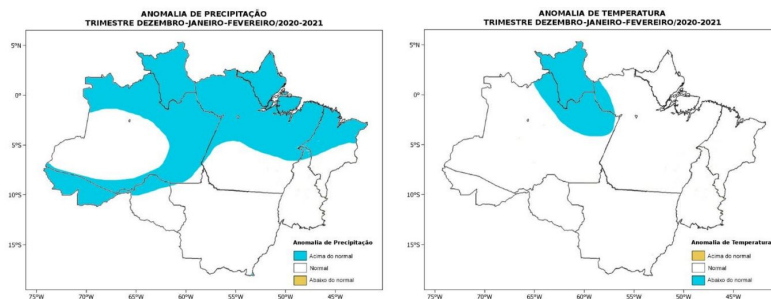 ANOMALIA DE PRECIPITAÇÃO
TRIMESTRE DEZEMBRO-JANEIRO-FEVEREIRO/2020-2021
5°N
0°
5°S
10°S
15°S
Anomalia de Precipitação
Acima do normal
Normal
Abaixo do normal
75°W
70°W
65°W
60°W
55°W
50°W
45°W
ANOMALIA DE TEMPERATURA
TRIMESTRE DEZEMBRO-JANEIRO-FEVEREIRO/2020-2021
5°N
0°
5°S
10°S
15°S
Anomalia de Temperatura
Acima do normal
Normal
Abaixo do normal
75°W
70°W
65°W
60°W
55°W
50°W
45°W